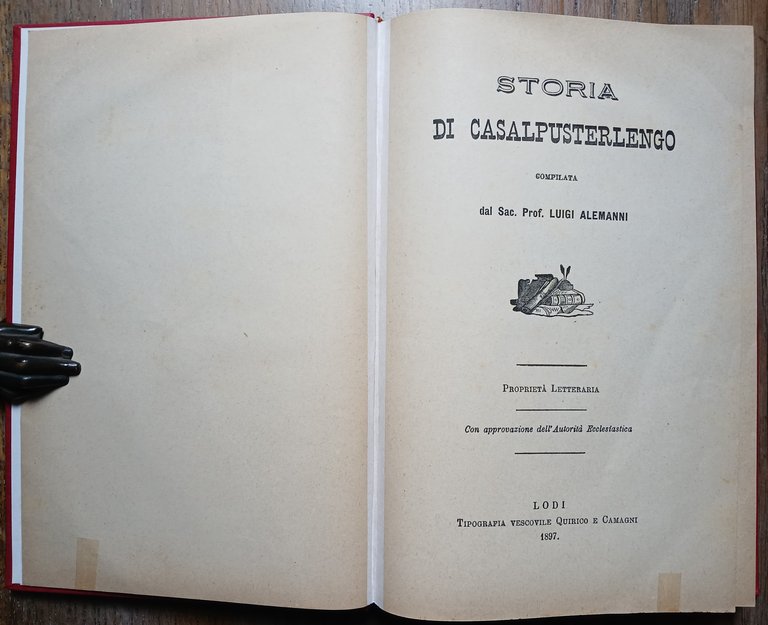 STORIA
DI CASALPUSTERLENGO
COMPILATA
dal Sac. Prof. LUIGI ALEMANNI
PROPRIETÀ LETTERARIA
Con approvazione dell'Autorità Ecclesiastica
LODI
TIPOGRAFIA VESCOVILE QUIRICO E CAMAGNI
1897.